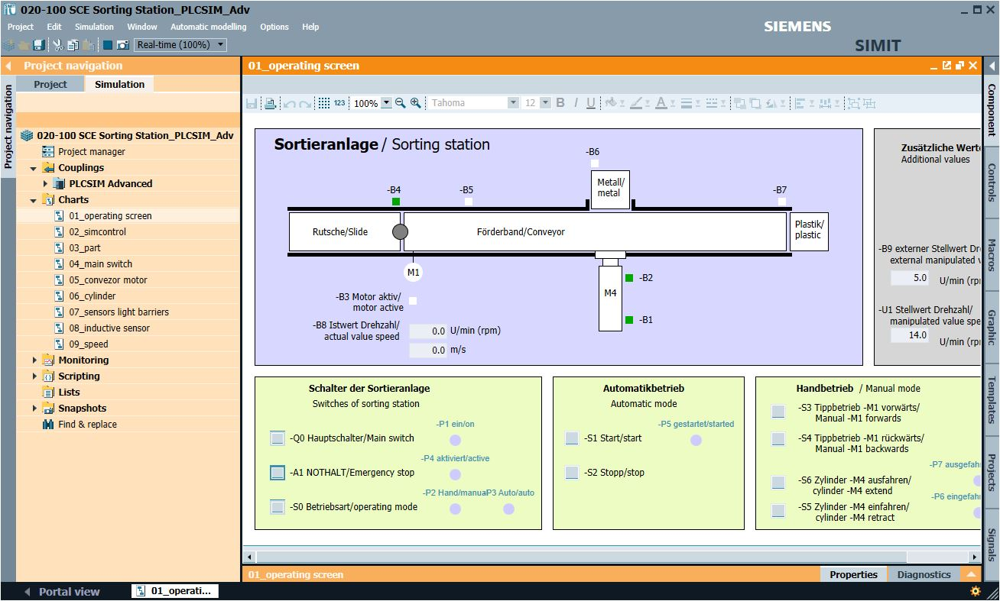 020-100 SCE Sorting Station_PLCSIM_Adv
Project Edit Simulation Window Automatic modelling Options Help
SIEMENS
SIMIT
Real-time (100%)
Project navigation
Project Simulation
Project navigation
020-100 SCE Sorting Station_PLCSIM_Adv
Project manager
Couplings
PLCSIM Advanced
Charts
01_operating screen
02_simcontrol
03_part
04_main switch
05_convezor motor
06_cylinder
07_sensors light barriers
08_inductive sensor
09_speed
Monitoring
Scripting
Lists
Snapshots
Find & replace
01_operating screen
123 100% Tahoma 12 B I U A
Sortieranlage / Sorting station
-B6
-B4 -B5 -B7
Metall/
metal
Rutsche/Slide
Förderband/Conveyor
Plastik/
plastic
M1
M4
-B2
-B1
-B3 Motor aktiv/
motor active
-B8 Istwert Drehzahl/
actual value speed
0.0 U/min (rpm)
0.0 m/s
Zusätzliche Werte
Additional values
-B9 externer Stellwert Dre
external manipulated v
5.0 U/min (rp
-U1 Stellwert Drehzahl/
manipulated value spe
14.0 U/min (rp
Schalter der Sortieranlage
Switches of sorting station
-P1 ein/on
-Q0 Hauptschalter/Main switch
-P4 aktiviert/active
-A1 NOTHALT/Emergency stop
-P2 Hand/manual -P3 Auto/auto
-S0 Betriebsart/operating mode
Automatikbetrieb
Automatic mode
-P5 gestartet/started
-S1 Start/start
-S2 Stopp/stop
Handbetrieb / Manual mode
-S3 Tippbetrieb -M1 vorwärts/
Manual -M1 forwards
-S4 Tippbetrieb -M1 rückwärts/
Manual -M1 backwards
-P7 ausgefah
-S6 Zylinder -M4 ausfahren/
cylinder -M4 extend
-P6 eingefah
-S5 Zylinder -M4 einfahren/
cylinder -M4 retract
Component
Controls
Macros
Graphic
Templates
Projects
Signals
01_operating screen
Properties Diagnostics
Portal view
01_operati...